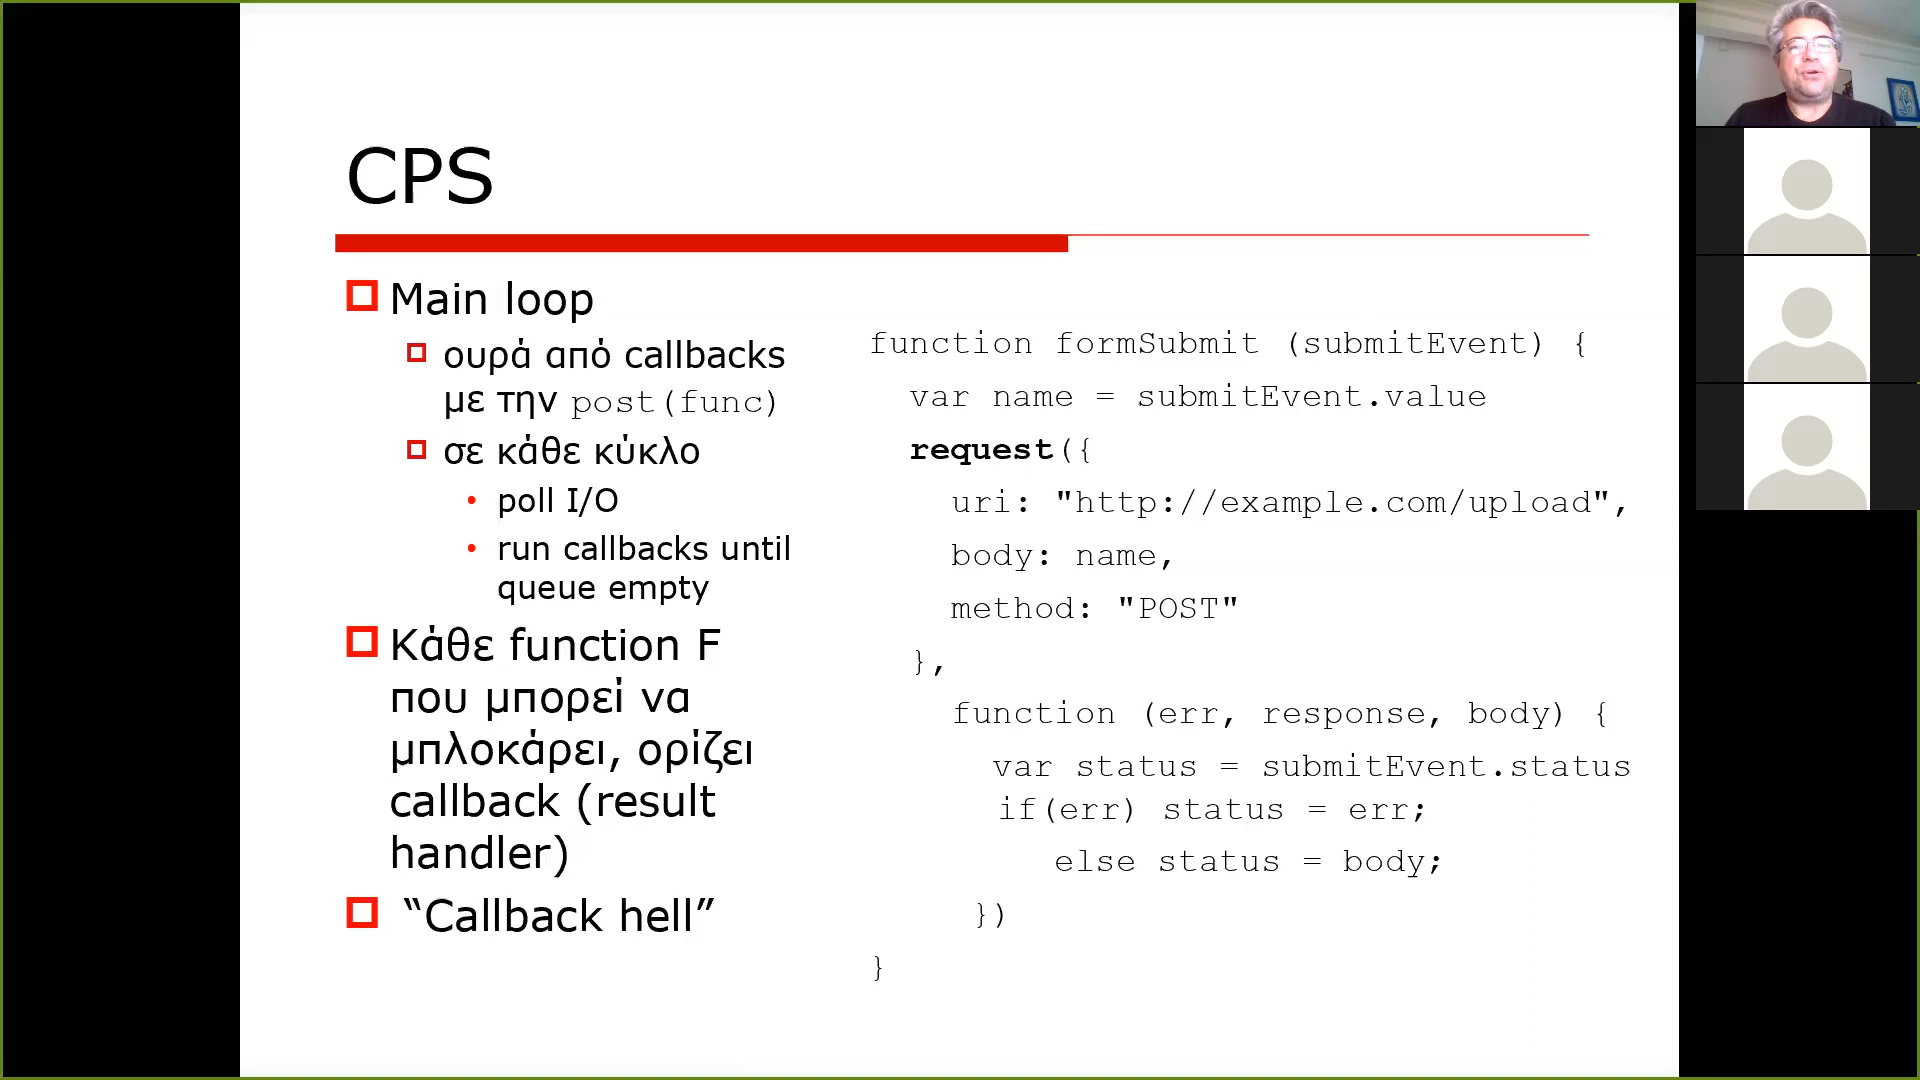 CPS
Main loop
ουρά από callbacks
με την post(func)
σε κάθε κύκλο
poll I/O
run callbacks until
queue empty
Κάθε function F
που μπορεί να
μπλοκάρει, ορίζει
callback (result
handler)
“Callback hell”
function formSubmit (submitEvent) {
var name = submitEvent.value
request({
uri: "http://example.com/upload",
body: name,
method: "POST"
},
function (err, response, body) {
var status = submitEvent.status
if(err) status = err;
else status = body;
})
}